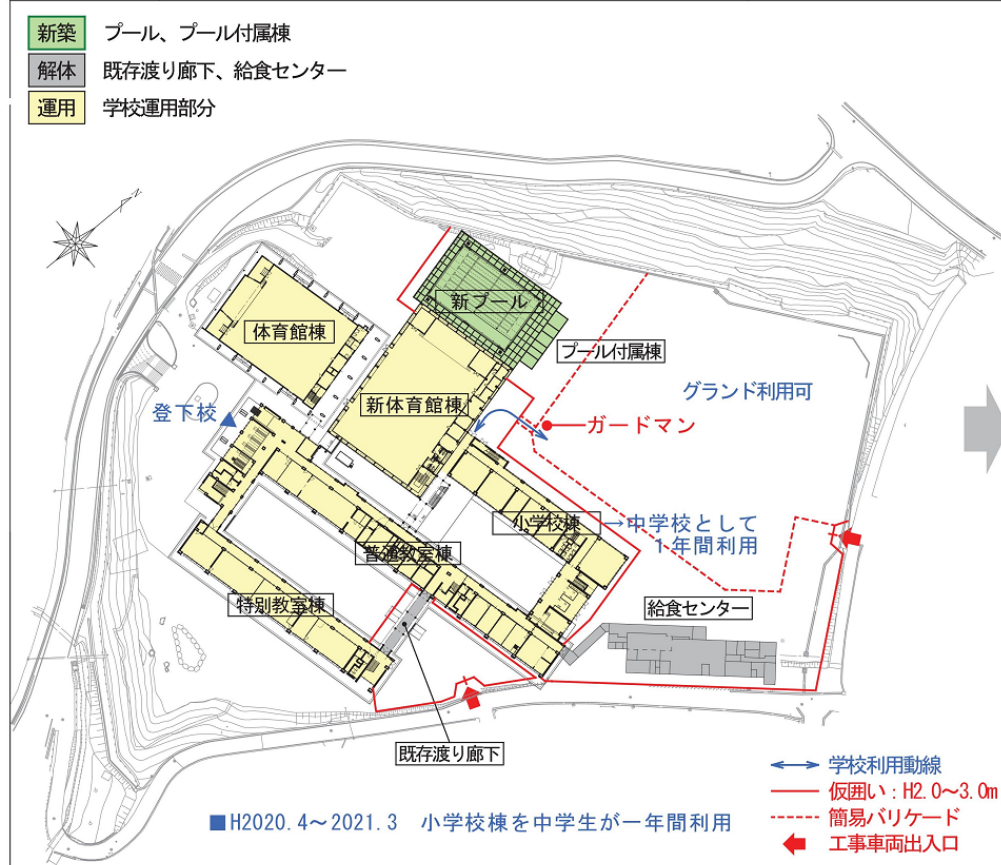 新築 プール、プール付属棟
解体 既存渡り廊下、給食センター
運用 学校運用部分
N
新プール
体育館棟
プール付属棟
グランド利用可
新体育館棟
登下校
ガードマン
小学校棟
→中学校として
1年間利用
普通教室棟
特別教室棟
給食センター
既存渡り廊下
学校利用動線
仮囲い：H2.0～3.0m
簡易バリケード
工事車両出入口
■H2020.4～2021.3 小学校棟を中学生が一年間利用